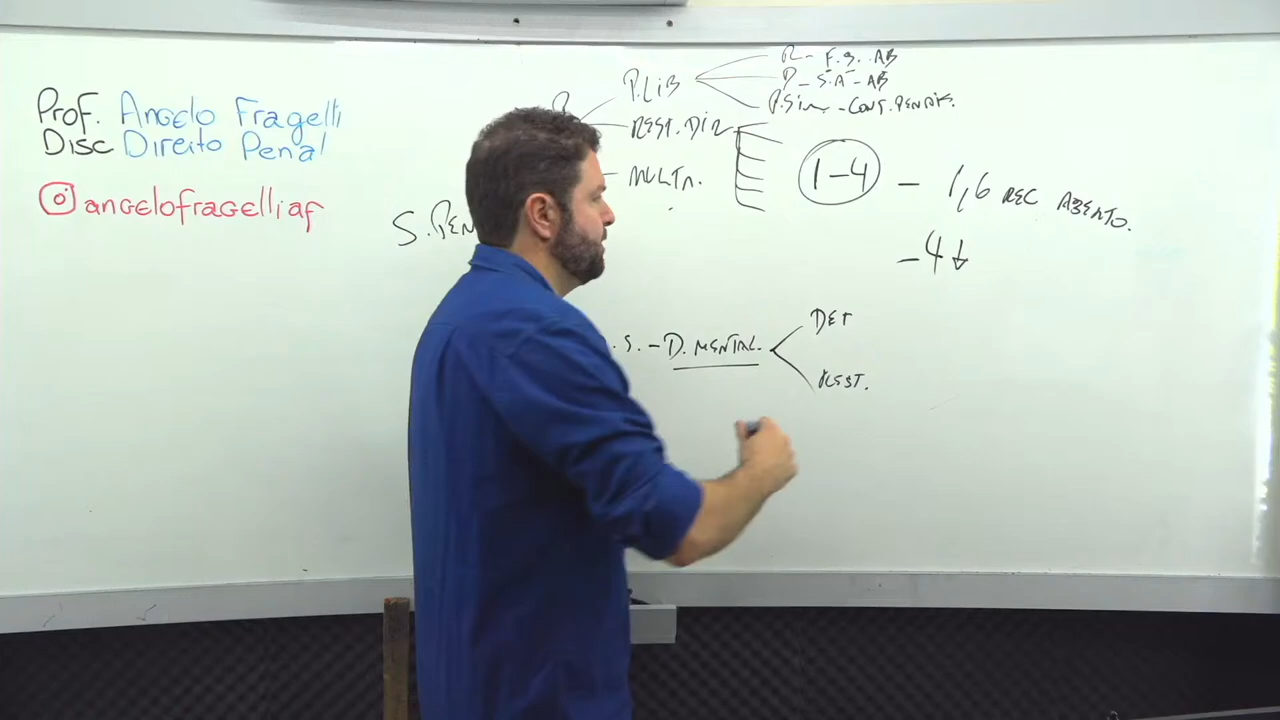 Prof. Angelo Fragelli
Disc Direito Penal
angelofragelliaf
P.LIB
R - F.S. AB
D - S.A - AB
P.Sim - CONT. PENAIS.
REST. DIR
MULTA.
1-4 - 1,6 REC ABERTO.
- 4 ↓
S. PEN
. S. - D. MENTAL.
DET
REST.